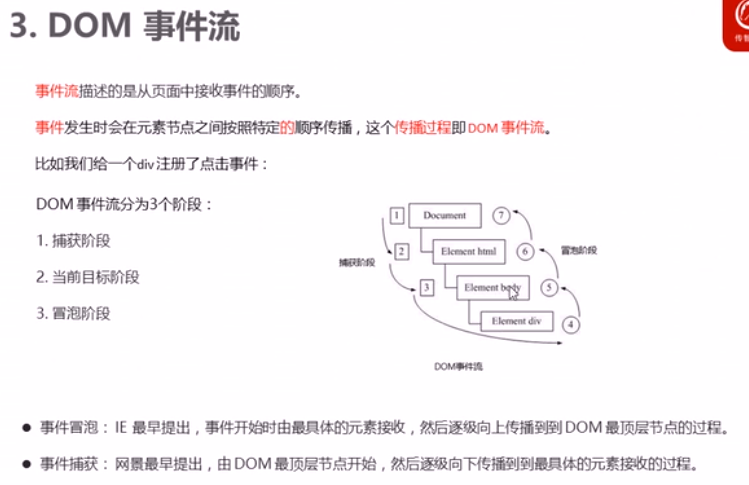 3. DOM 事件流
传智
事件流描述的是从页面中接收事件的顺序。
事件发生时会在元素节点之间按照特定的顺序传播，这个传播过程即 DOM 事件流。
比如我们给一个div 注册了点击事件：
DOM 事件流分为3个阶段：
1. 捕获阶段
2. 当前目标阶段
3. 冒泡阶段
1 Document 7
2 Element html 6 冒泡阶段
捕获阶段
3 Element body 5
Element div 4
DOM事件流
● 事件冒泡： IE 最早提出，事件开始时由最具体的元素接收，然后逐级向上传播到到 DOM 最顶层节点的过程。
● 事件捕获： 网景最早提出，由 DOM 最顶层节点开始，然后逐级向下传播到到最具体的元素接收的过程。